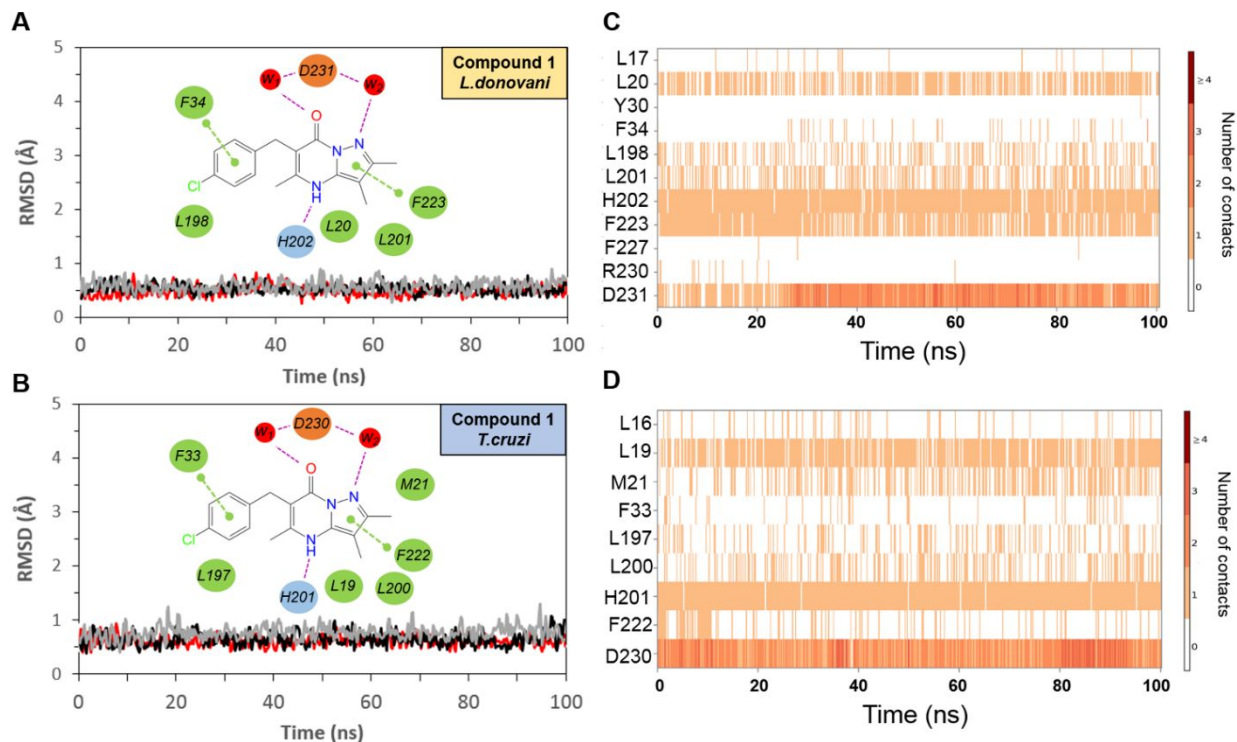 A
5
4
3
2
1
0
RMSD (Å)
0 20 40 60 80 100
Time (ns)
Compound 1
L.donovani
W1
D231
W2
F34
O
N
N
N
H
Cl
F223
L198
H202
L20
L201
B
5
4
3
2
1
0
RMSD (Å)
0 20 40 60 80 100
Time (ns)
Compound 1
T.cruzi
W1
D230
W2
F33
M21
O
N
N
NH
Cl
F222
L197
H201
L19
L200
C
L17
L20
Y30
F34
L198
L201
H202
F223
F227
R230
D231
0 20 40 60 80 100
Time (ns)
≥4
3
2
1
0
Number of contacts
D
L16
L19
M21
F33
L197
L200
H201
F222
D230
0 20 40 60 80 100
Time (ns)
≥4
3
2
1
0
Number of contacts